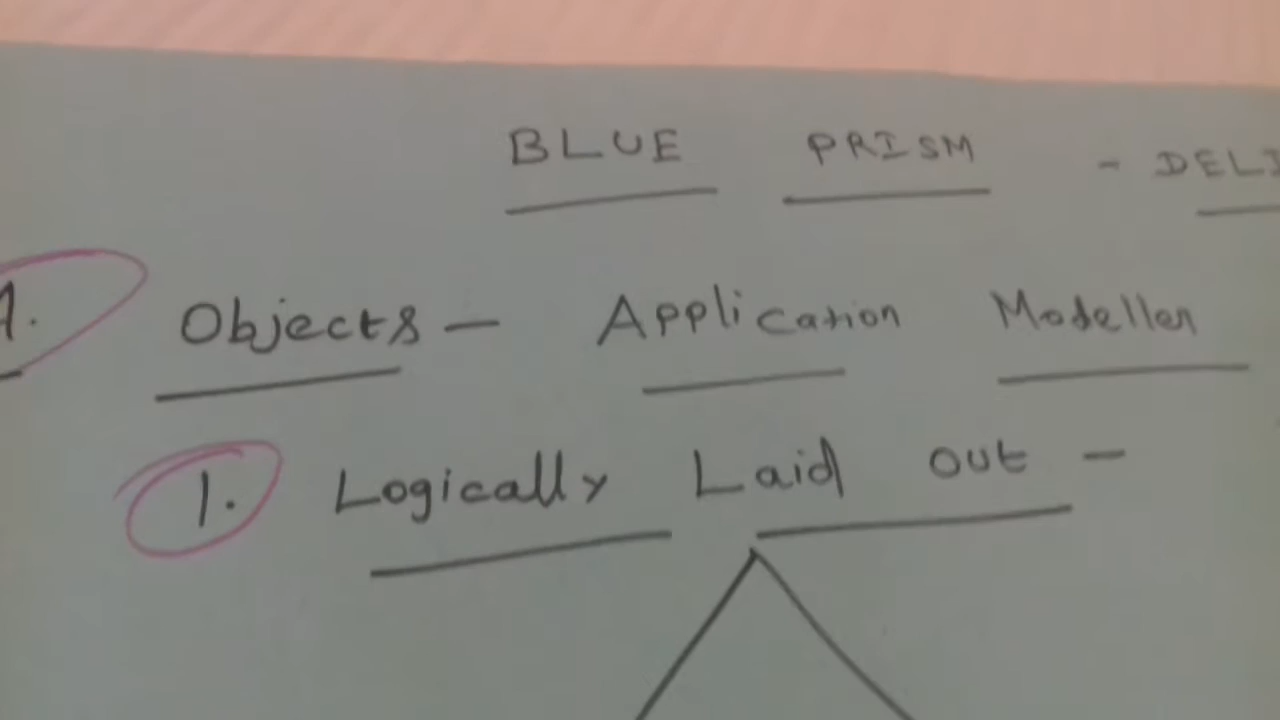 BLUE PRISM -
A. Objects - Application Modeller
1. Logically Laid out -